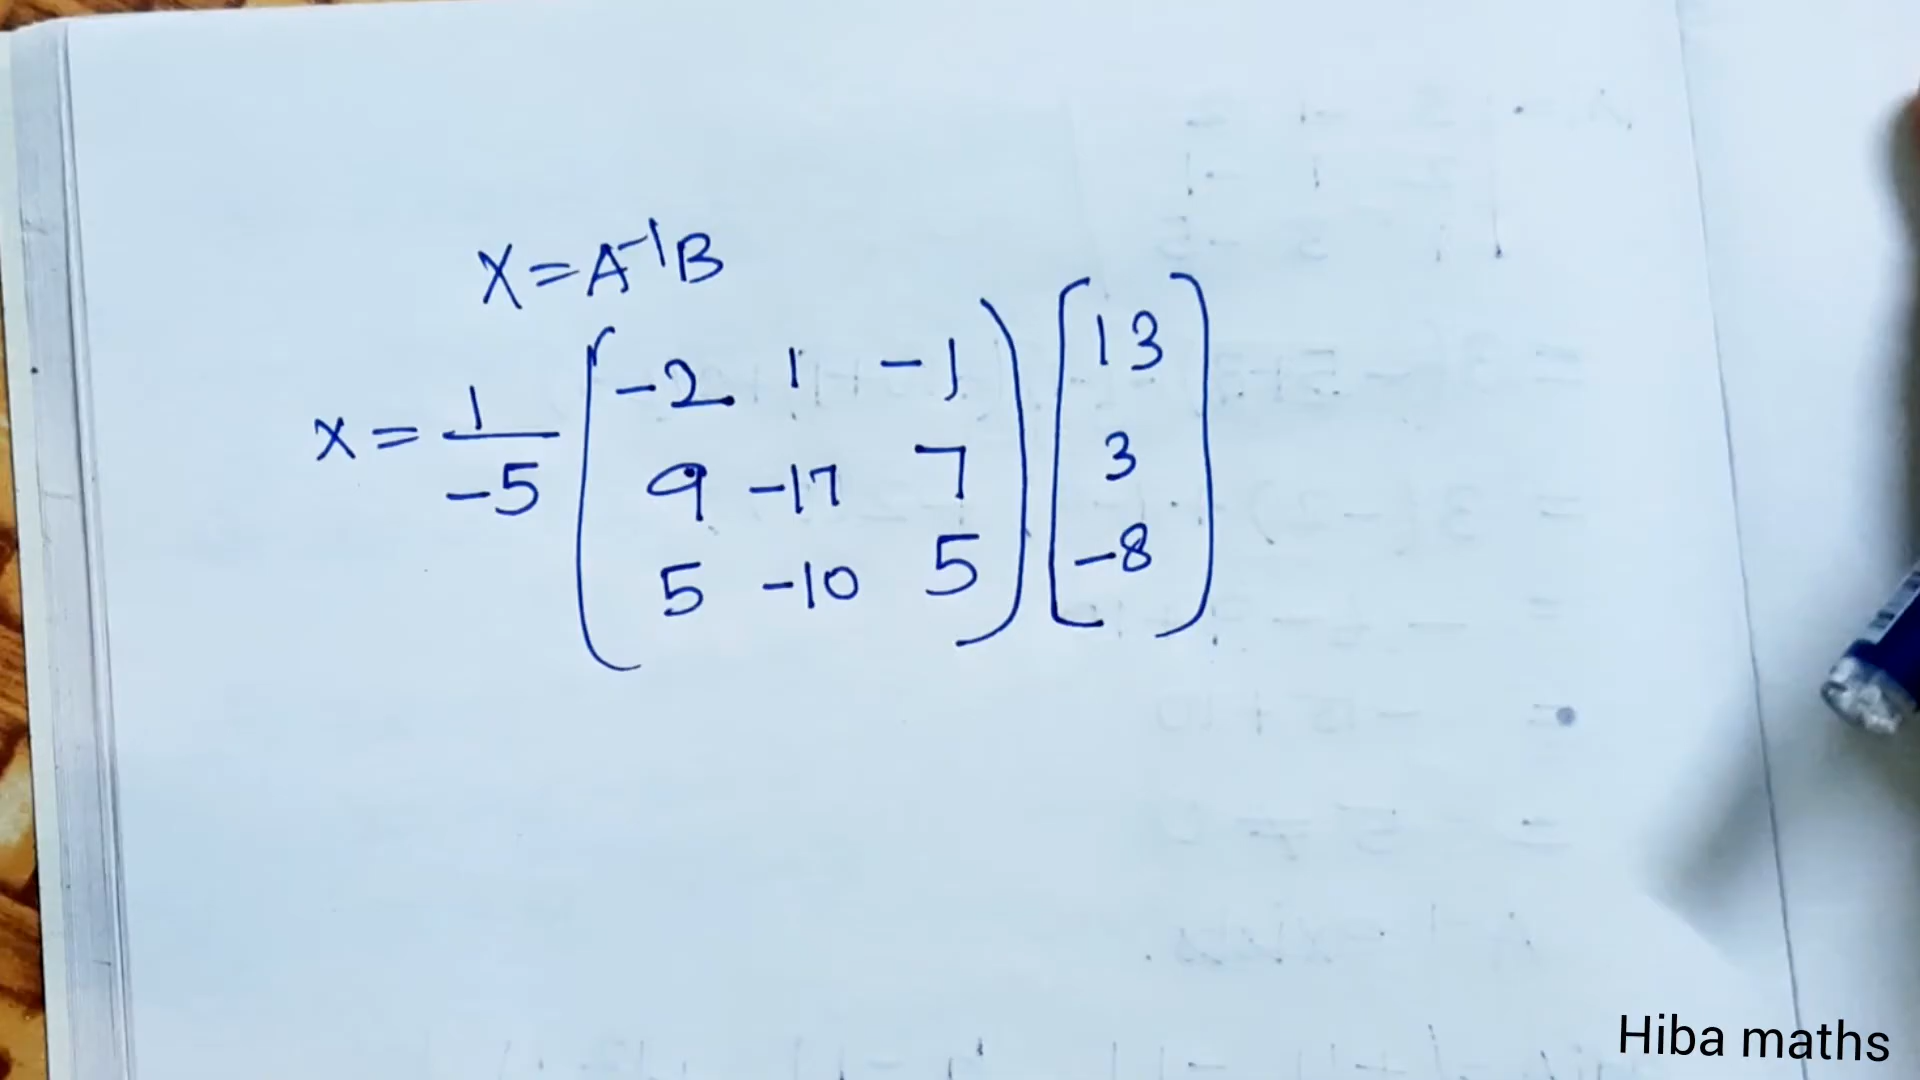 X=A⁻¹B
x = 1/-5 (-2 1 -1) [13]
(9 -17 7) [3]
(5 -10 5) [-8]
Hiba maths